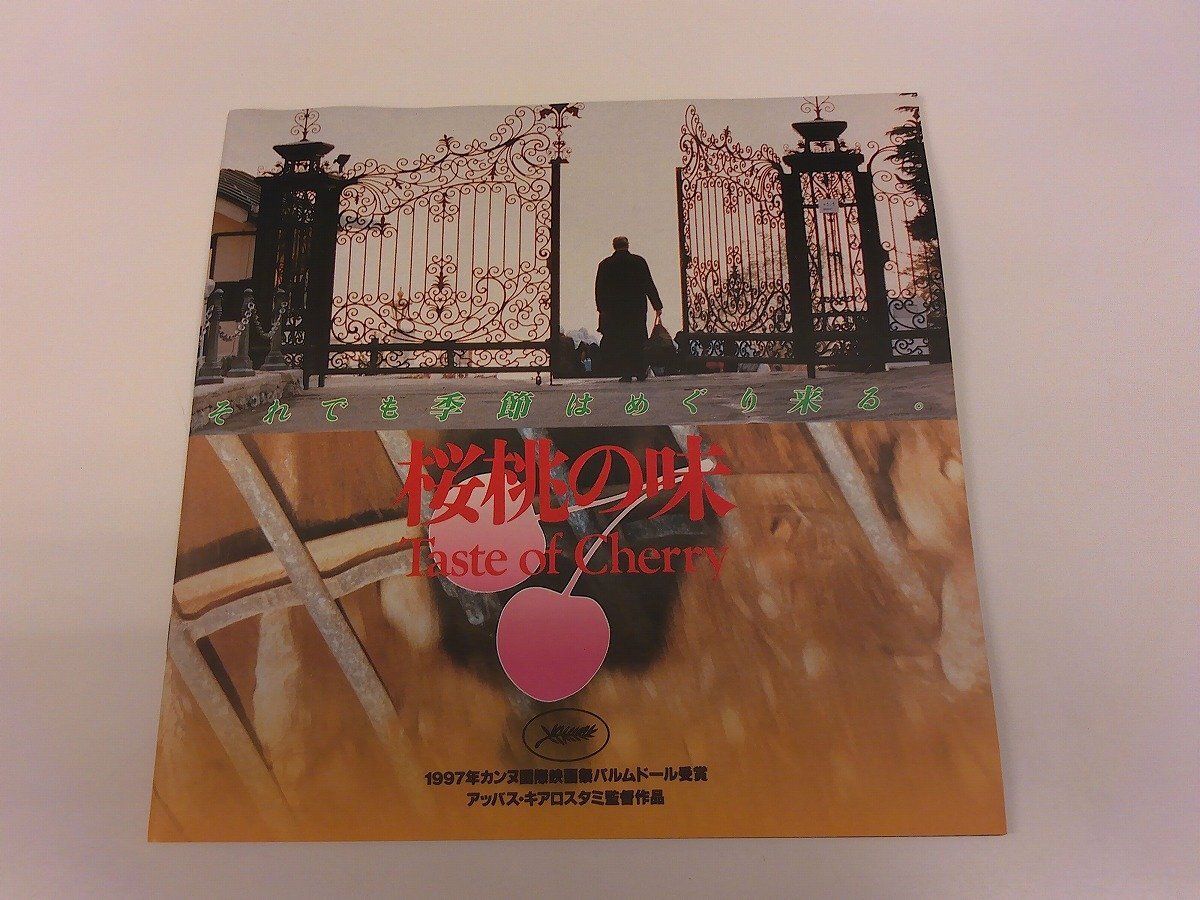 それでも季節はめぐり来る。
桜桃の味
Taste of Cherry
1997年カンヌ国際映画祭パルムドール受賞
アッバス・キアロスタミ監督作品